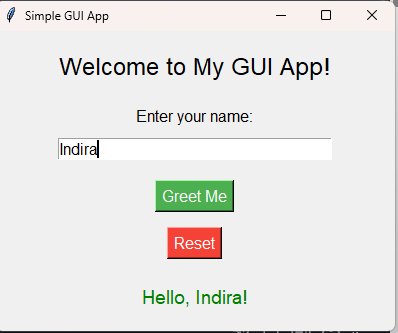 Simple GUI App
Welcome to My GUI App!
Enter your name:
Indira
Greet Me
Reset
Hello, Indira!